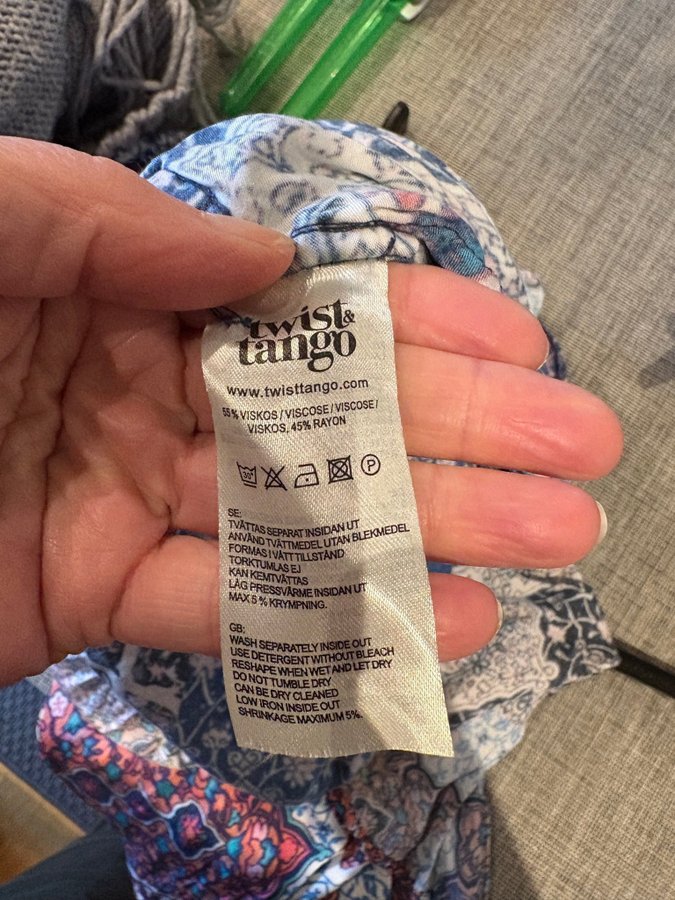 twist &
tango
www.twisttango.com
55% VISKOS / VISCOSE / VISCOSE /
VISKOS, 45% RAYON
30°
P
SE:
TVÄTTAS SEPARAT INSIDAN UT
ANVÄND TVÄTTMEDEL UTAN BLEKMEDEL
FORMAS I VÅTT TILLSTÅND
TORKTUMLAS EJ
KAN KEMTVÄTTAS
LÅG PRESSVÄRME INSIDAN UT
MAX 5 % KRYMPNING.
GB:
WASH SEPARATELY INSIDE OUT
USE DETERGENT WITHOUT BLEACH
RESHAPE WHEN WET AND LET DRY
DO NOT TUMBLE DRY
CAN BE DRY CLEANED
LOW IRON INSIDE OUT
SHRINKAGE MAXIMUM 5%.